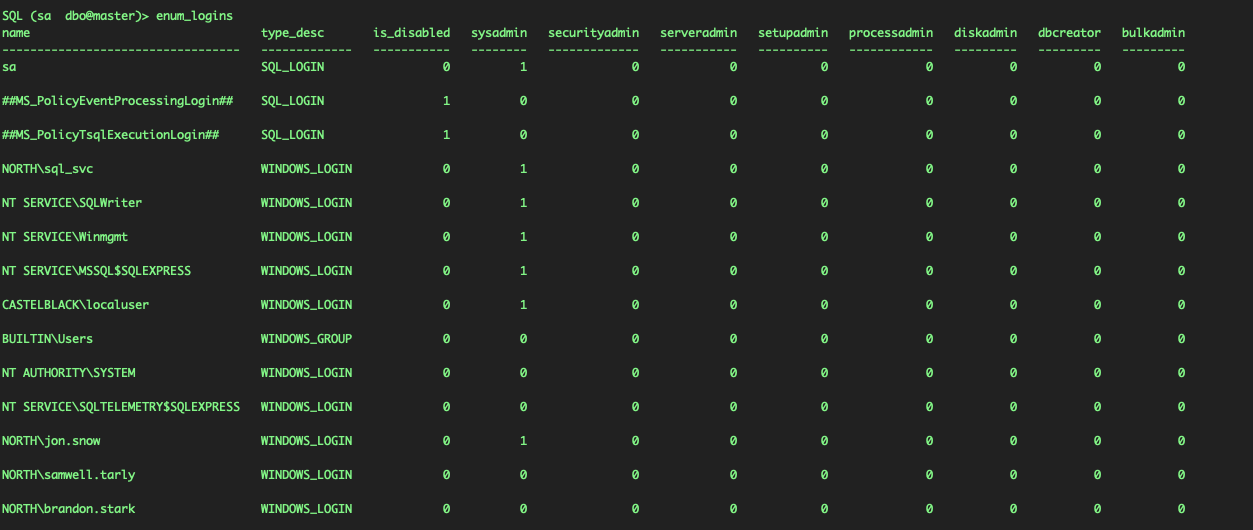 SQL (sa  dbo@master)> enum_logins
name                                 type_desc       is_disabled   sysadmin   securityadmin   serveradmin   setupadmin   processadmin   diskadmin   dbcreator   bulkadmin
----------------------------------   -------------   -----------   --------   -------------   -----------   ----------   ------------   ---------   ---------   ---------
sa                                   SQL_LOGIN                 0          1               0             0            0              0           0           0           0
##MS_PolicyEventProcessingLogin##    SQL_LOGIN                 1          0               0             0            0              0           0           0           0
##MS_PolicyTsqlExecutionLogin##      SQL_LOGIN                 1          0               0             0            0              0           0           0           0
NORTH\sql_svc                        WINDOWS_LOGIN             0          1               0             0            0              0           0           0           0
NT SERVICE\SQLWriter                 WINDOWS_LOGIN             0          1               0             0            0              0           0           0           0
NT SERVICE\Winmgmt                   WINDOWS_LOGIN             0          1               0             0            0              0           0           0           0
NT SERVICE\MSSQL$SQLEXPRESS          WINDOWS_LOGIN             0          1               0             0            0              0           0           0           0
CASTELBLACK\localuser                WINDOWS_LOGIN             0          1               0             0            0              0           0           0           0
BUILTIN\Users                        WINDOWS_GROUP             0          0               0             0            0              0           0           0           0
NT AUTHORITY\SYSTEM                  WINDOWS_LOGIN             0          0               0             0            0              0           0           0           0
NT SERVICE\SQLTELEMETRY$SQLEXPRESS   WINDOWS_LOGIN             0          0               0             0            0              0           0           0           0
NORTH\jon.snow                       WINDOWS_LOGIN             0          1               0             0            0              0           0           0           0
NORTH\samwell.tarly                  WINDOWS_LOGIN             0          0               0             0            0              0           0           0           0
NORTH\brandon.stark                  WINDOWS_LOGIN             0          0               0             0            0              0           0           0           0